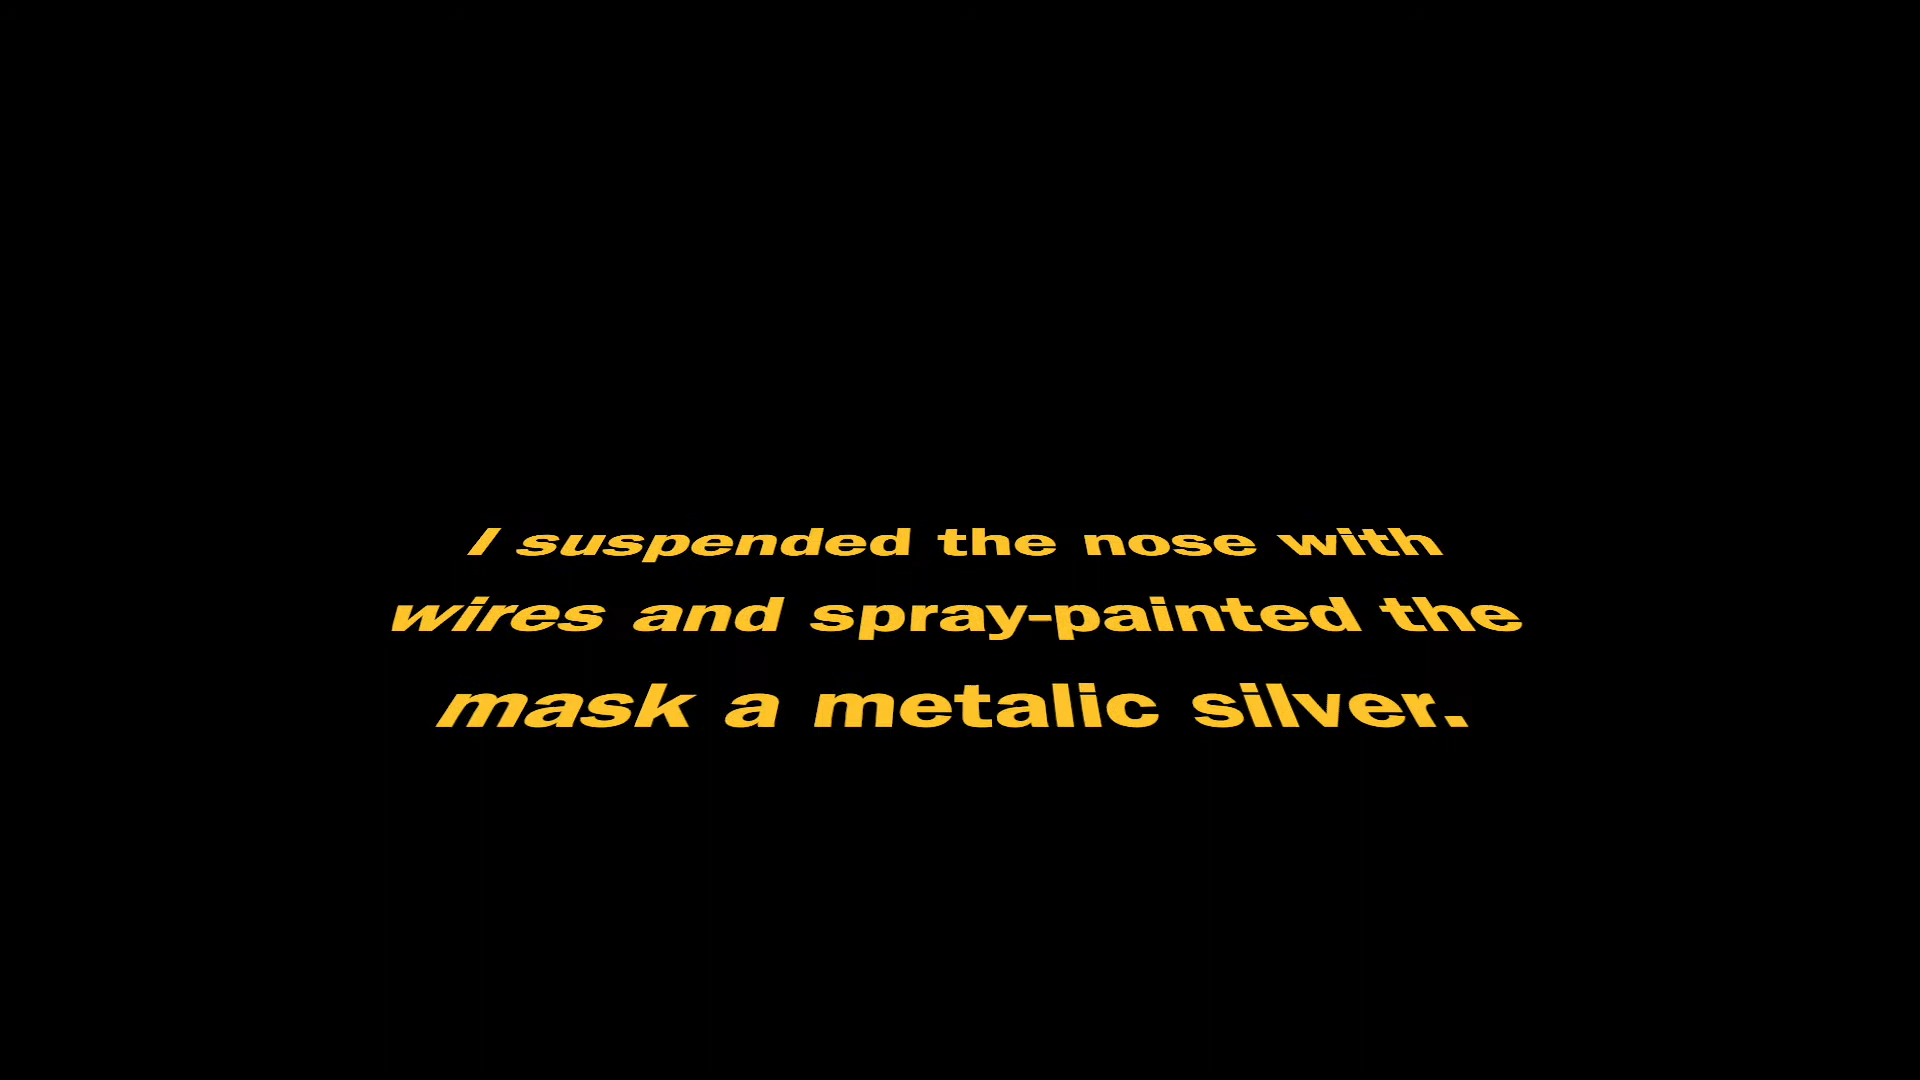 I suspended the nose with
wires and spray-painted the
mask a metalic silver.